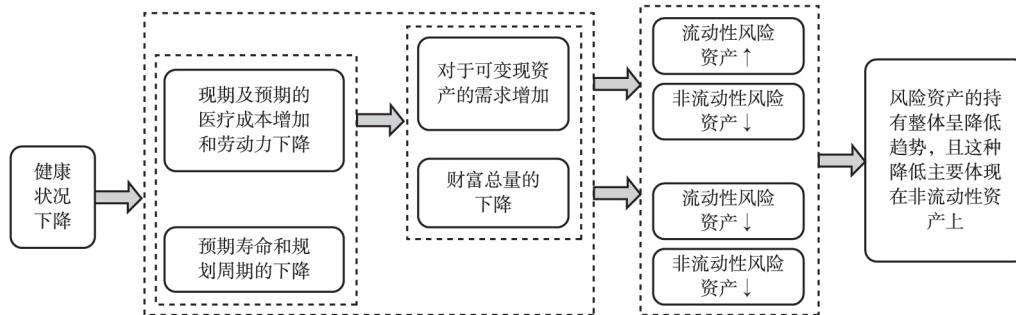 健康
状况
下降
现期及预期的
医疗成本增加
和劳动力下降
预期寿命和规
划周期的下降
对于可变现资
产的需求增加
财富总量的
下降
流动性风险
资产↑
非流动性风险
资产↓
流动性风险
资产↓
非流动性风险
资产↓
风险资产的持
有整体呈降低
趋势，且这种
降低主要体现
在非流动性资
产上